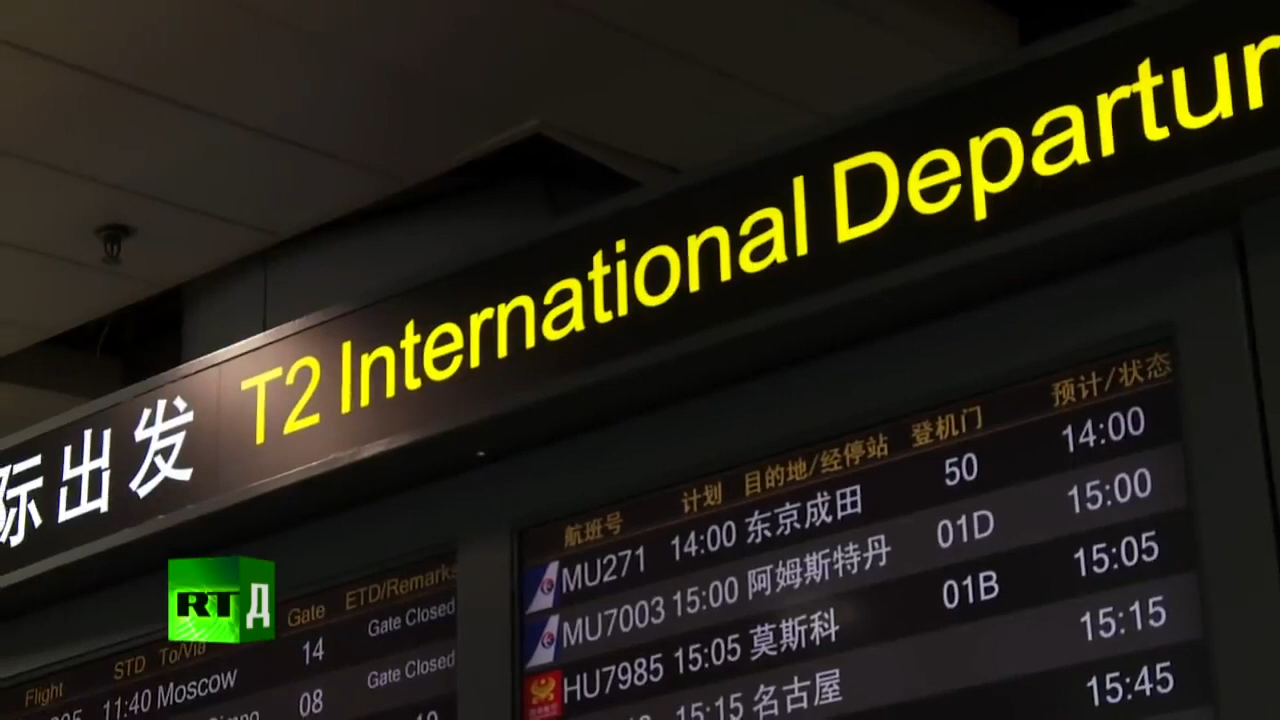 际出发 T2 International Departur
航班号 计划 目的地/经停站 登机门 预计/状态
MU271 14:00 东京成田 50 14:00
MU7003 15:00 阿姆斯特丹 01D 15:00
HU7985 15:05 莫斯科 01B 15:05
15:15 名古屋 15:15
15:45
RTД
Flight STD To/Via Gate ETD/Remarks
11:40 Moscow 14 Gate Closed
08 Gate Closed